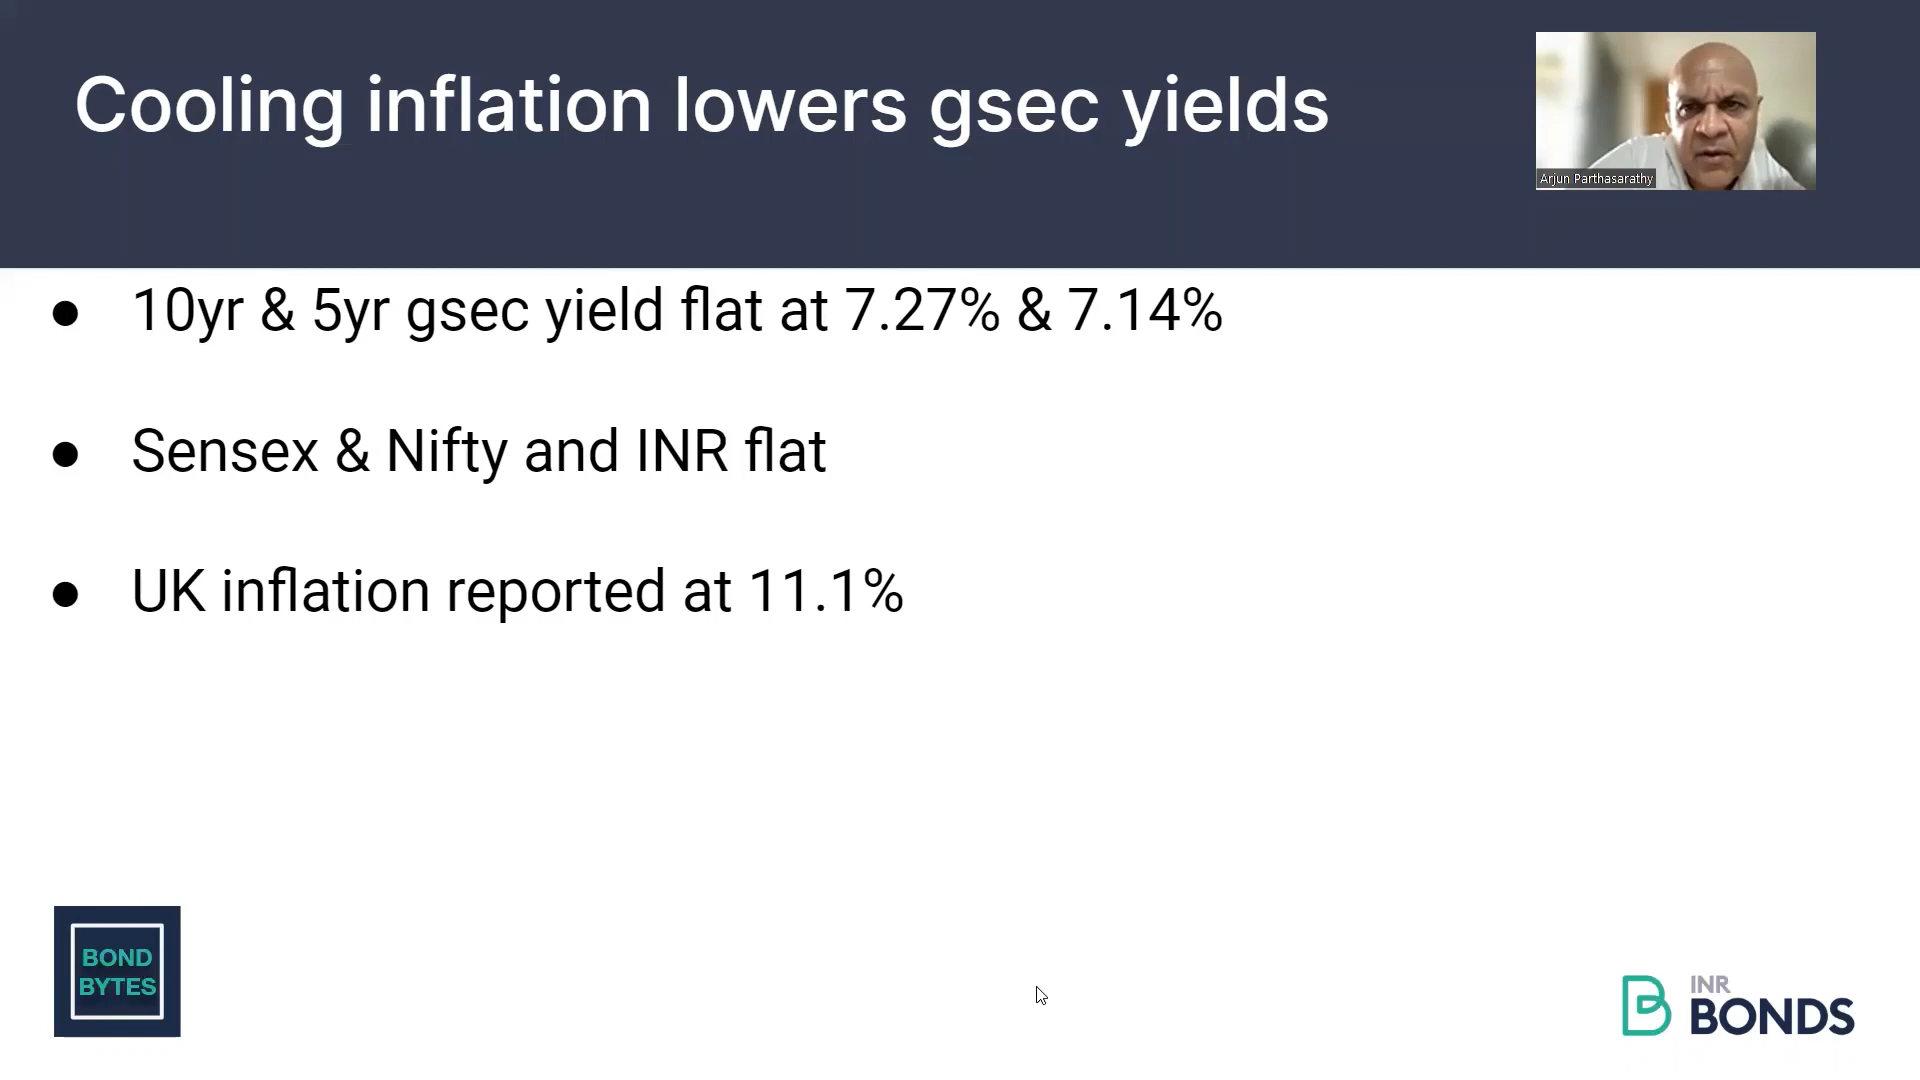 Cooling inflation lowers gsec yields
Arjun Parthasarathy
● 10yr & 5yr gsec yield flat at 7.27% & 7.14%
● Sensex & Nifty and INR flat
● UK inflation reported at 11.1%
BOND
BYTES
INR
BONDS